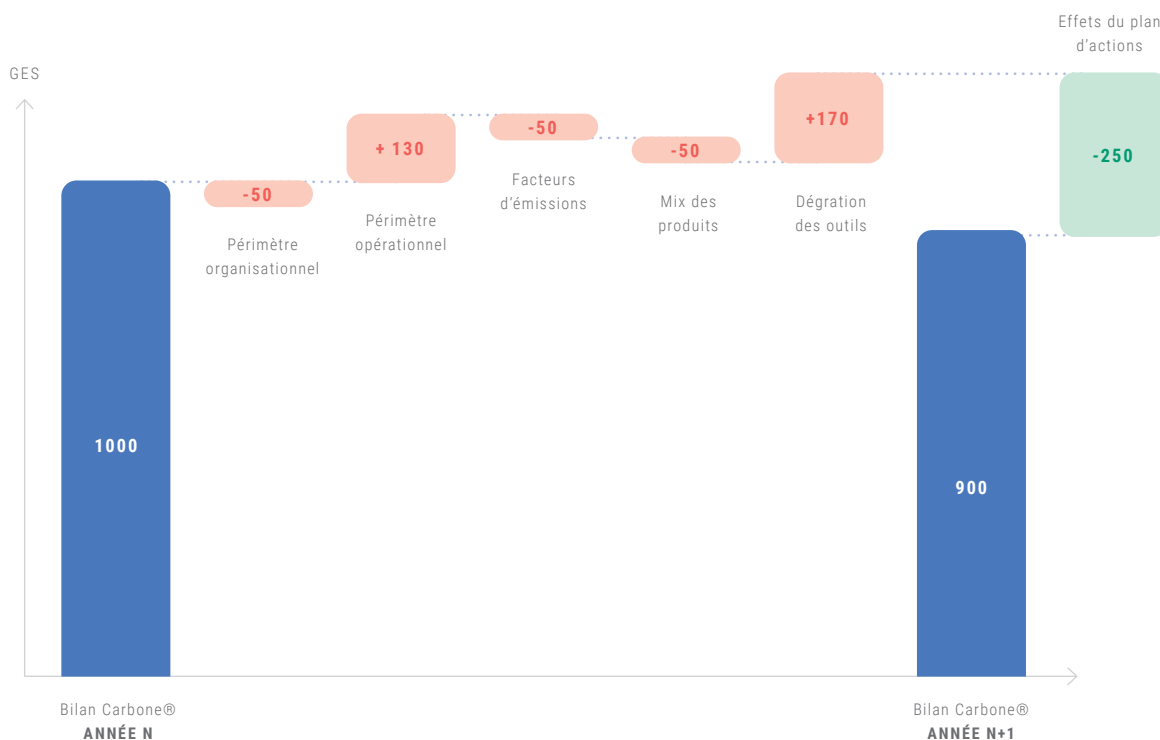 Effets du plan
d'actions
GES
+170
+ 130
-50
-50
-250
-50
Facteurs
d'émissions
Mix des
produits
Dégration
des outils
Périmètre
opérationnel
Périmètre
organisationnel
1000
900
Bilan Carbone®
ANNÉE N
Bilan Carbone®
ANNÉE N+1